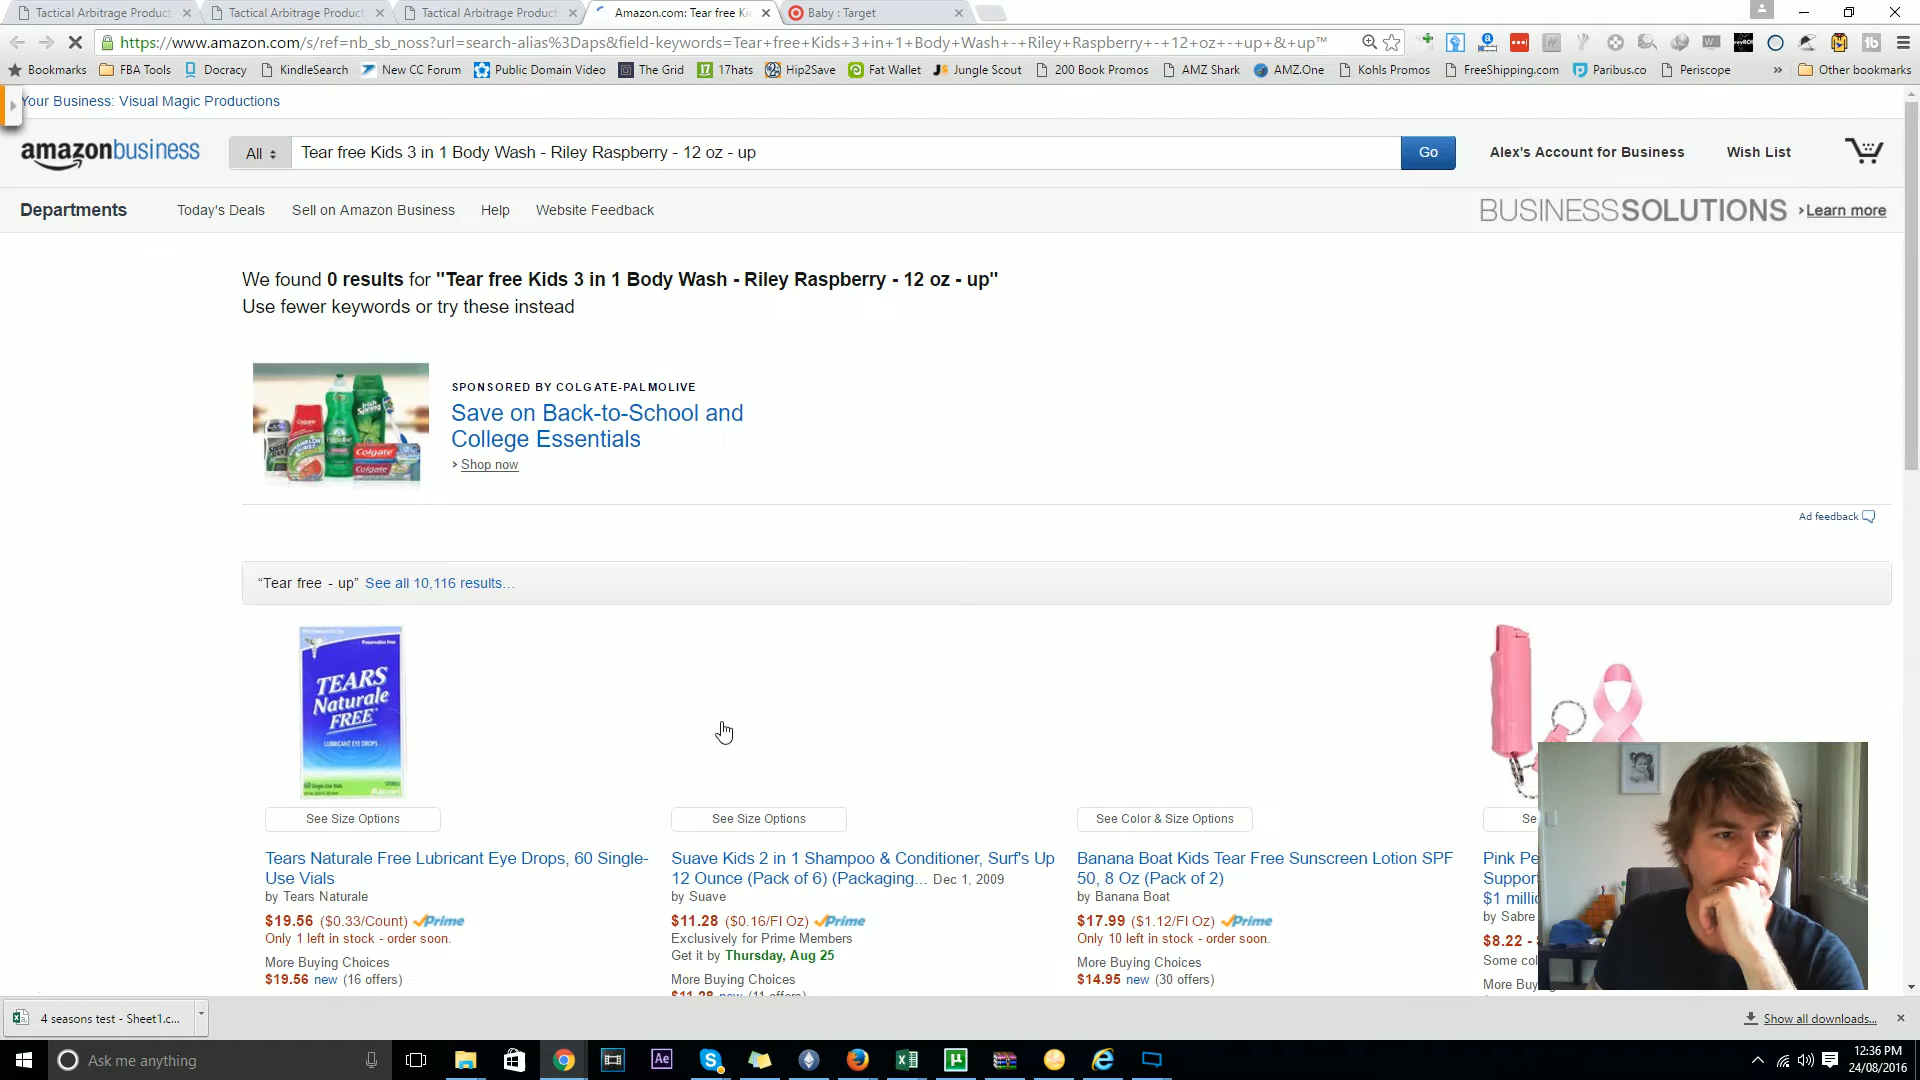 Tactical Arbitrage Product
Tactical Arbitrage Product
Tactical Arbitrage Product
Amazon.com: Tear free Ki
Baby : Target
https://www.amazon.com/s/ref=nb_sb_noss?url=search-alias%3Daps&field-keywords=Tear+free+Kids+3+in+1+Body+Wash+-+Riley+Raspberry+-+12+oz+-+up+&+up™
Bookmarks
FBA Tools
Docracy
KindleSearch
New CC Forum
Public Domain Video
The Grid
17hats
Hip2Save
Fat Wallet
Jungle Scout
200 Book Promos
AMZ Shark
AMZ.One
Kohls Promos
FreeShipping.com
Paribus.co
Periscope
»
Other bookmarks
Your Business: Visual Magic Productions
amazonbusiness
All
Tear free Kids 3 in 1 Body Wash - Riley Raspberry - 12 oz - up
Go
Alex's Account for Business
Wish List
Departments
Today's Deals
Sell on Amazon Business
Help
Website Feedback
BUSINESSSOLUTIONS
›Learn more
We found 0 results for "Tear free Kids 3 in 1 Body Wash - Riley Raspberry - 12 oz - up"
Use fewer keywords or try these instead
SPONSORED BY COLGATE-PALMOLIVE
Save on Back-to-School and
College Essentials
› Shop now
Ad feedback
“Tear free - up” See all 10,116 results...
TEARS
Naturale
FREE
LUBRICANT EYE DROPS
Alcon
See Size Options
See Size Options
See Color & Size Options
Se
Tears Naturale Free Lubricant Eye Drops, 60 Single-
Use Vials
by Tears Naturale
$19.56 ($0.33/Count) Prime
Only 1 left in stock - order soon.
More Buying Choices
$19.56 new (16 offers)
Suave Kids 2 in 1 Shampoo & Conditioner, Surf's Up
12 Ounce (Pack of 6) (Packaging... Dec 1, 2009
by Suave
$11.28 ($0.16/Fl Oz) Prime
Exclusively for Prime Members
Get it by Thursday, Aug 25
More Buying Choices
$11.28 new (11 offers)
Banana Boat Kids Tear Free Sunscreen Lotion SPF
50, 8 Oz (Pack of 2)
by Banana Boat
$17.99 ($1.12/Fl Oz) Prime
Only 10 left in stock - order soon.
More Buying Choices
$14.95 new (30 offers)
Pink Pe
Support
$1 milli
by Sabre
$8.22 -
Some col
More Buy
4 seasons test - Sheet1.c...
Show all downloads...
Ask me anything
12:36 PM
24/08/2016